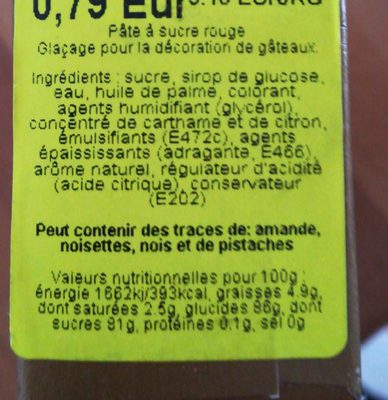 0,79 Eur
Pâte à sucre rouge
Glaçage pour la décoration de gâteaux.
Ingrédients : sucre, sirop de glucose,
eau, huile de palme, colorant,
agents humidifiant (glycérol),
concentré de carthame et de citron,
émulsifiants (E472c), agents
épaississants (adragante, E466),
arôme naturel, régulateur d'acidité
(acide citrique), conservateur
(E202)
Peut contenir des traces de: amande,
noisettes, nois et de pistaches
Valeurs nutritionnelles pour 100g :
énergie 1662kj/393kcal, graisses 4.9g,
dont saturées 2.5g, glucides 86g, dont
sucres 81g, protéines 0.1g, sel 0g